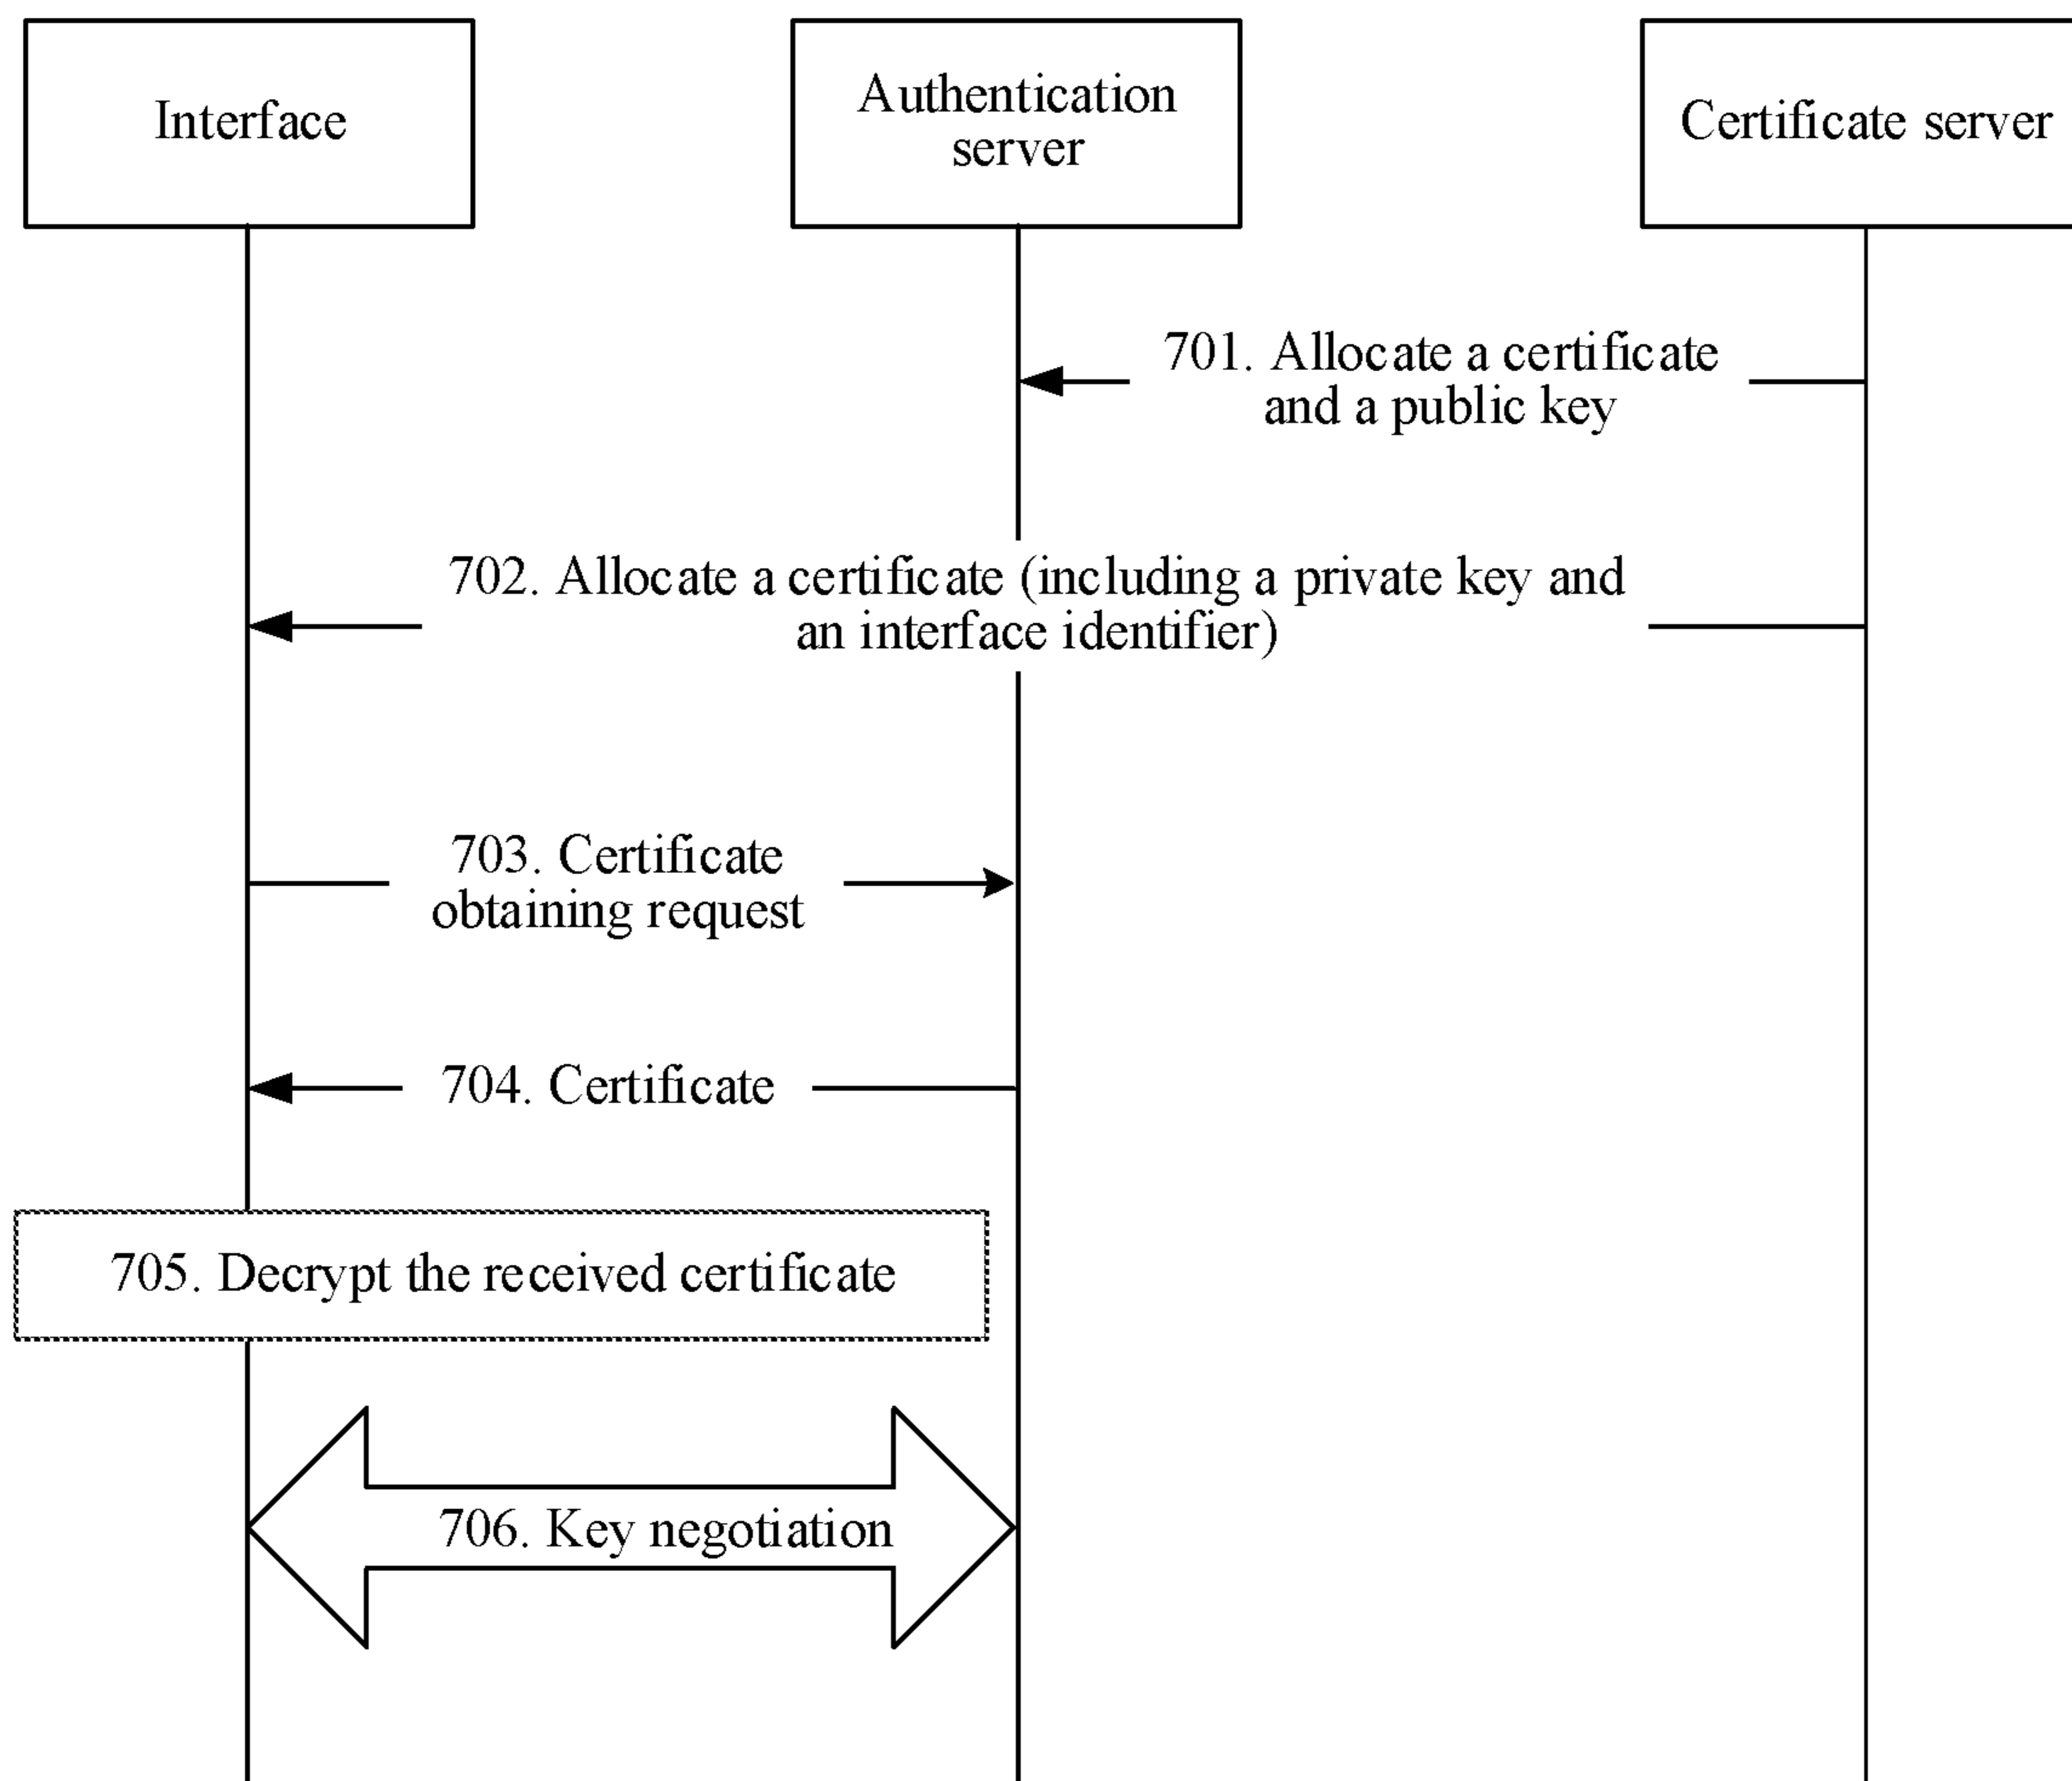 Interface
Authentication
server
Certificate server
701. Allocate a certificate
and a public key
702. Allocate a certificate (including a private key and
an interface identifier)
703. Certificate
obtaining request
704. Certificate
705. Decrypt the received certificate
706. Key negotiation